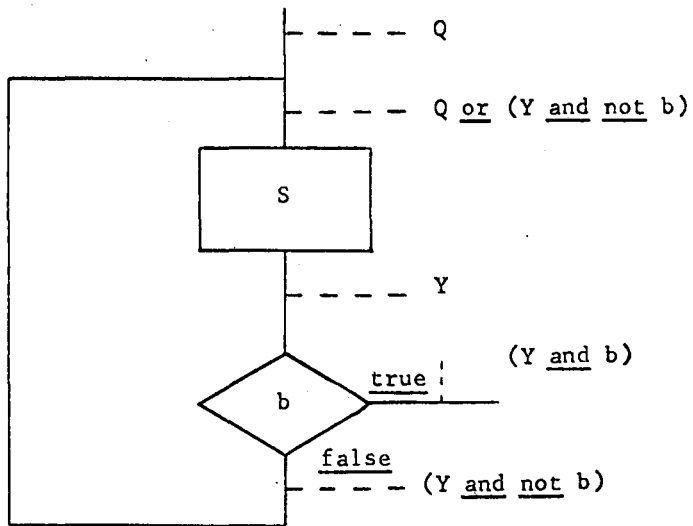 Q
Q or (Y and not b)
S
Y
(Y and b)
true
b
false
(Y and not b)